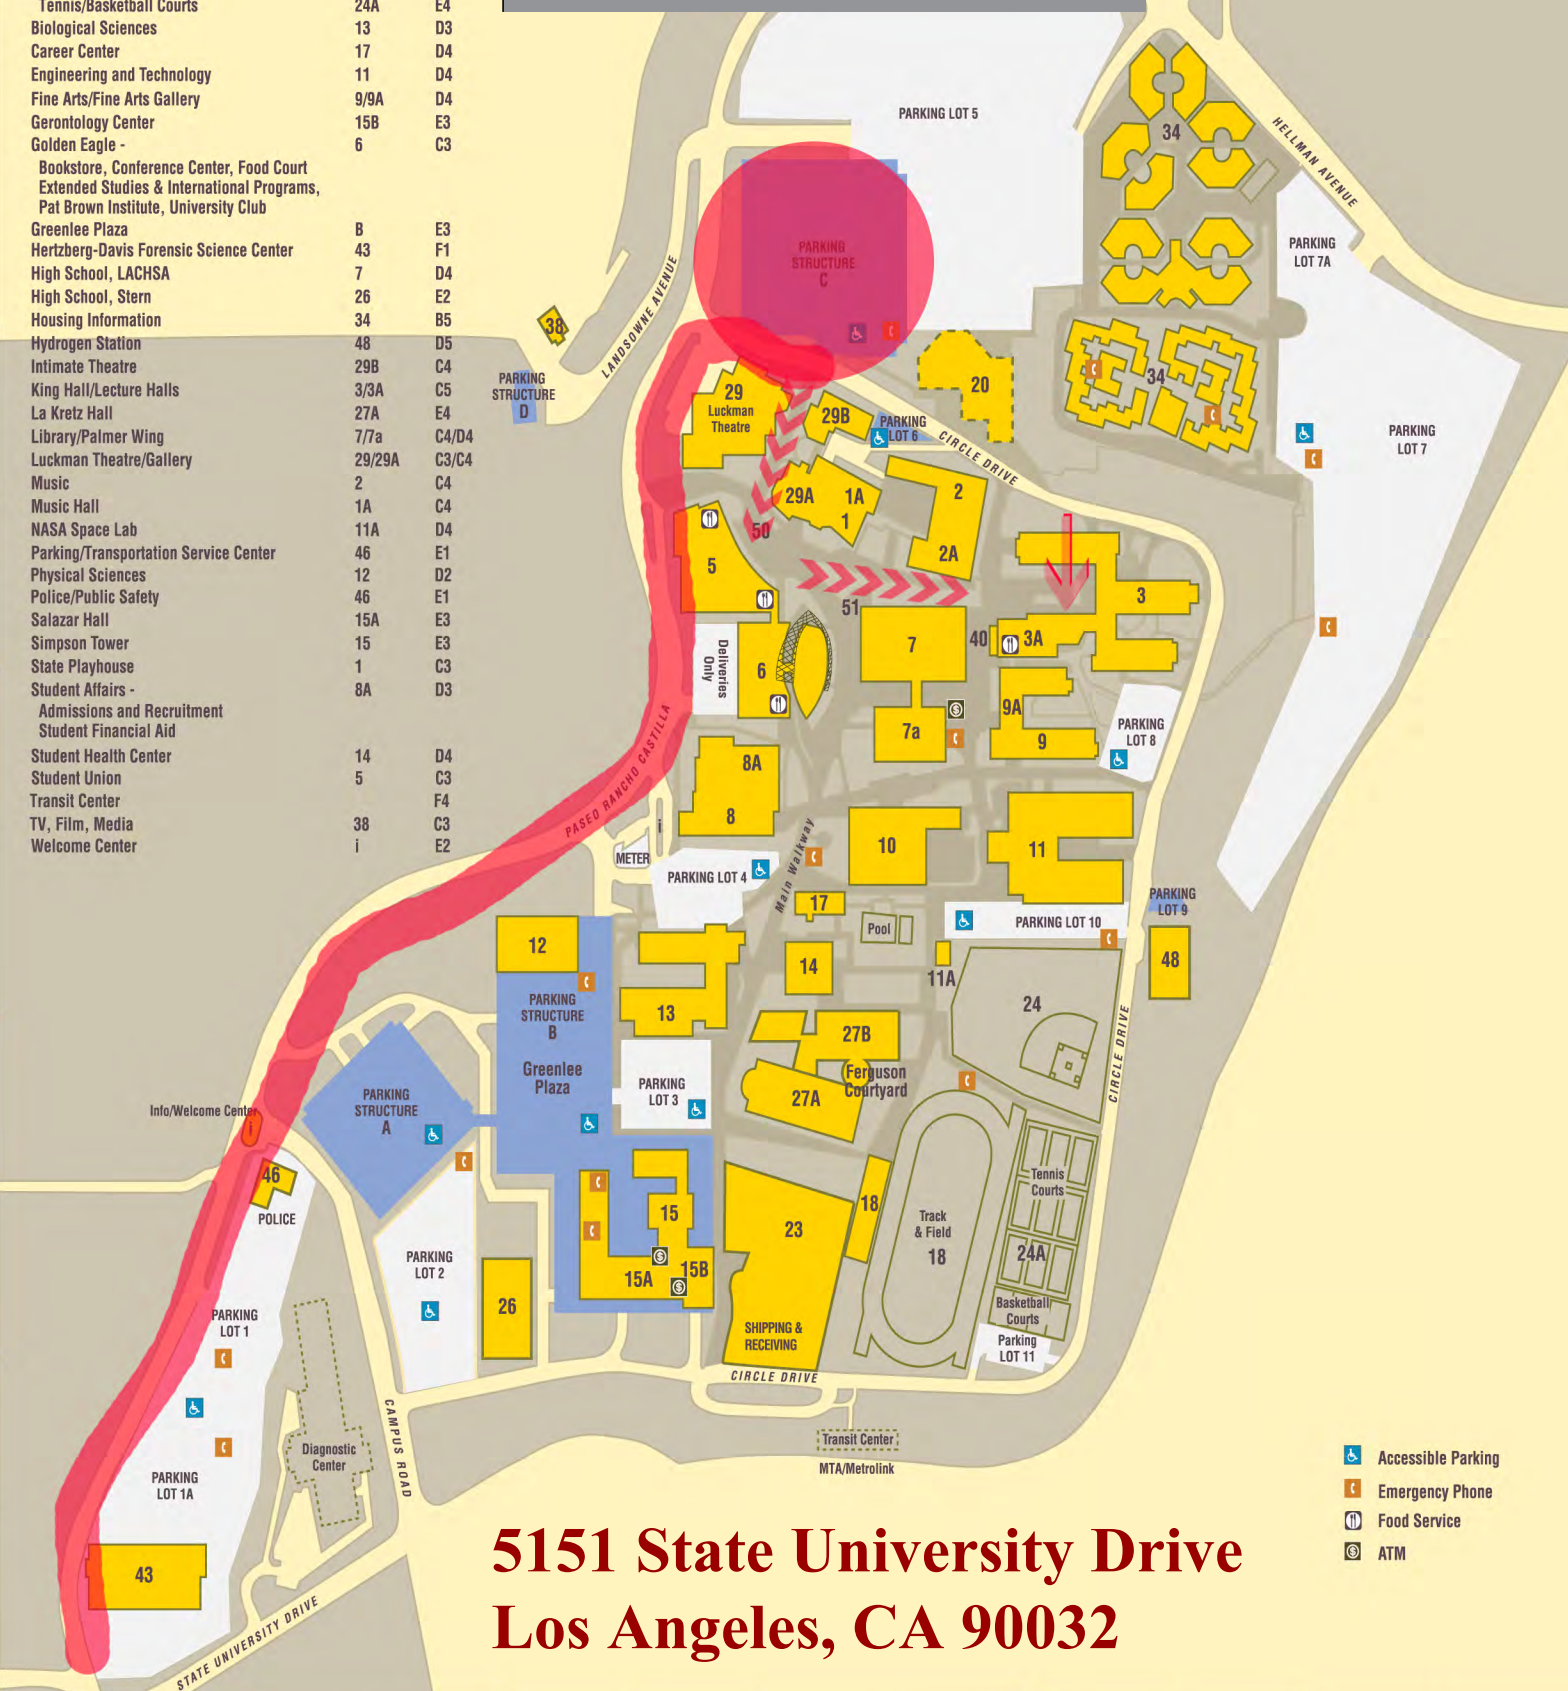 Tennis/Basketball Courts 24A E4
Biological Sciences 13 D3
Career Center 17 D4
Engineering and Technology 11 D4
Fine Arts/Fine Arts Gallery 9/9A D4
Gerontology Center 15B E3
Golden Eagle - 6 C3
Bookstore, Conference Center, Food Court
Extended Studies & International Programs,
Pat Brown Institute, University Club
Greenlee Plaza B E3
Hertzberg-Davis Forensic Science Center 43 F1
High School, LACHSA 7 D4
High School, Stern 26 E2
Housing Information 34 B5
Hydrogen Station 48 D5
Intimate Theatre 29B C4
King Hall/Lecture Halls 3/3A C5
La Kretz Hall 27A E4
Library/Palmer Wing 7/7a C4/D4
Luckman Theatre/Gallery 29/29A C3/C4
Music 2 C4
Music Hall 1A C4
NASA Space Lab 11A D4
Parking/Transportation Service Center 46 E1
Physical Sciences 12 D2
Police/Public Safety 46 E1
Salazar Hall 15A E3
Simpson Tower 15 E3
State Playhouse 1 C3
Student Affairs - 8A D3
Admissions and Recruitment
Student Financial Aid
Student Health Center 14 D4
Student Union 5 C3
Transit Center F4
TV, Film, Media 38 C3
Welcome Center i E2
PARKING LOT 5
34
HELLMAN AVENUE
PARKING
LOT 7A
PARKING
STRUCTURE
C
LANDSOWNE AVENUE
38
PARKING
STRUCTURE
D
29
Luckman
Theatre
29B
PARKING
LOT 6
CIRCLE DRIVE
20
34
PARKING
LOT 7
29A
1A
1
2
2A
50
5
51
3
40
3A
7
Deliveries
Only
6
7a
9A
9
PARKING
LOT 8
PASEO RANCHO CASTILLA
8A
8
i
METER
PARKING LOT 4
Main Walkway
10
11
17
Pool
PARKING LOT 10
PARKING
LOT 9
48
12
14
11A
24
PARKING
STRUCTURE
B
Greenlee
Plaza
13
27B
Ferguson
Courtyard
27A
PARKING
LOT 3
PARKING
STRUCTURE
A
Info/Welcome Center
i
46
POLICE
CIRCLE DRIVE
Tennis
Courts
18
Track
& Field
18
24A
Basketball
Courts
Parking
LOT 11
15
15A
15B
23
SHIPPING &
RECEIVING
PARKING
LOT 2
26
PARKING
LOT 1
CIRCLE DRIVE
CAMPUS ROAD
Diagnostic
Center
Transit Center
MTA/Metrolink
PARKING
LOT 1A
43
STATE UNIVERSITY DRIVE
Accessible Parking
Emergency Phone
Food Service
ATM
5151 State University Drive
Los Angeles, CA 90032